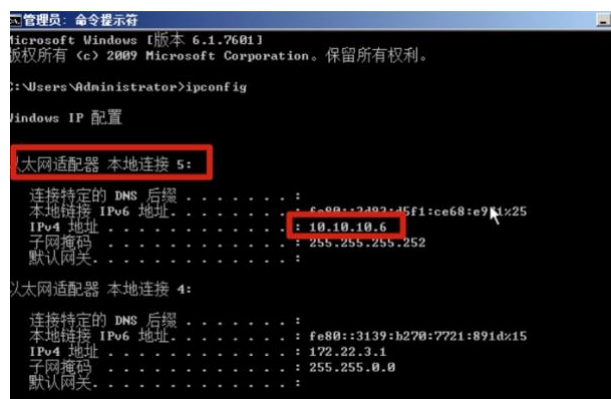 管理员: 命令提示符
Microsoft Windows [版本 6.1.7601]
版权所有 (c) 2009 Microsoft Corporation。保留所有权利。
C:\Users\Administrator>ipconfig
Windows IP 配置
以太网适配器 本地连接 5:
连接特定的 DNS 后缀 . . . . . . . :
本地链接 IPv6 地址. . . . . . . . :
IPv4 地址 . . . . . . . . . . . . : 10.10.10.6
子网掩码 . . . . . . . . . . . . : 255.255.255.252
默认网关. . . . . . . . . . . . . :
以太网适配器 本地连接 4:
连接特定的 DNS 后缀 . . . . . . . :
本地链接 IPv6 地址. . . . . . . . : fe80::3139:b270:7721:891d%15
IPv4 地址 . . . . . . . . . . . . : 172.22.3.1
子网掩码 . . . . . . . . . . . . : 255.255.0.0
默认网关. . . . . . . . . . . . . :